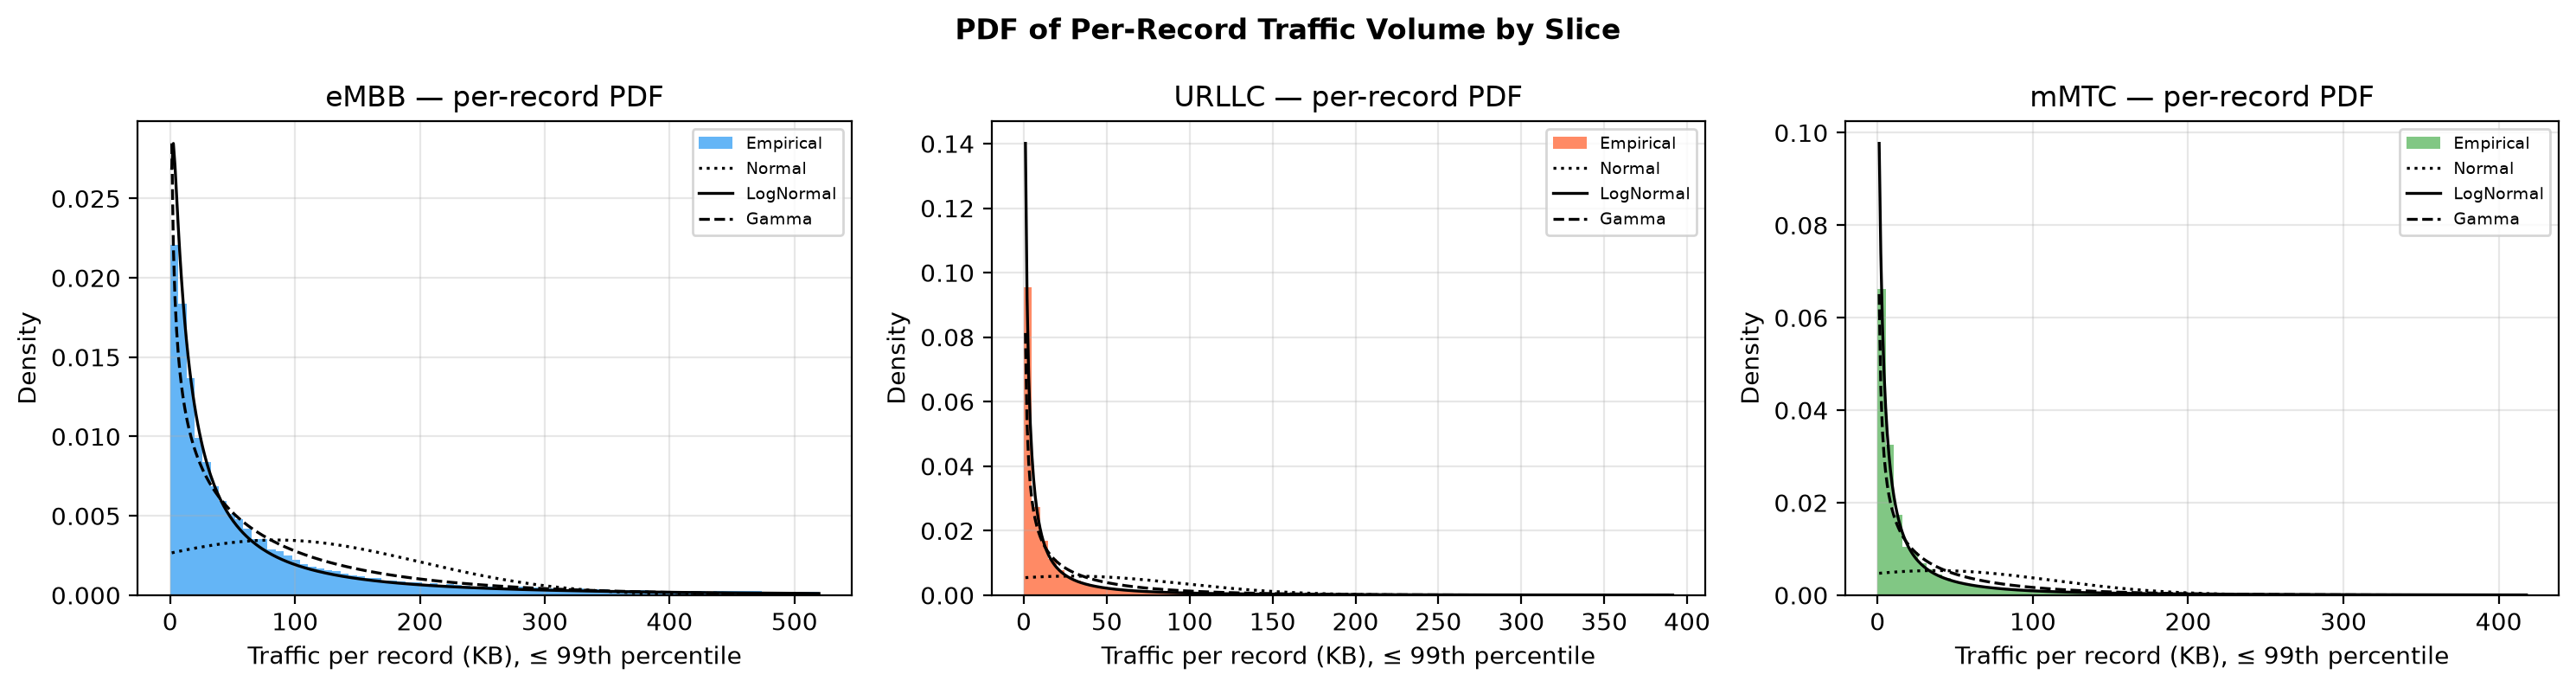 PDF of Per-Record Traffic Volume by Slice
eMBB — per-record PDF
Empirical
Normal
LogNormal
Gamma
0.025
0.020
0.015
0.010
0.005
0.000
Density
0 100 200 300 400 500
Traffic per record (KB), ≤ 99th percentile
URLLC — per-record PDF
Empirical
Normal
LogNormal
Gamma
0.14
0.12
0.10
0.08
0.06
0.04
0.02
0.00
Density
0 50 100 150 200 250 300 350 400
Traffic per record (KB), ≤ 99th percentile
mMTC — per-record PDF
Empirical
Normal
LogNormal
Gamma
0.10
0.08
0.06
0.04
0.02
0.00
Density
0 100 200 300 400
Traffic per record (KB), ≤ 99th percentile